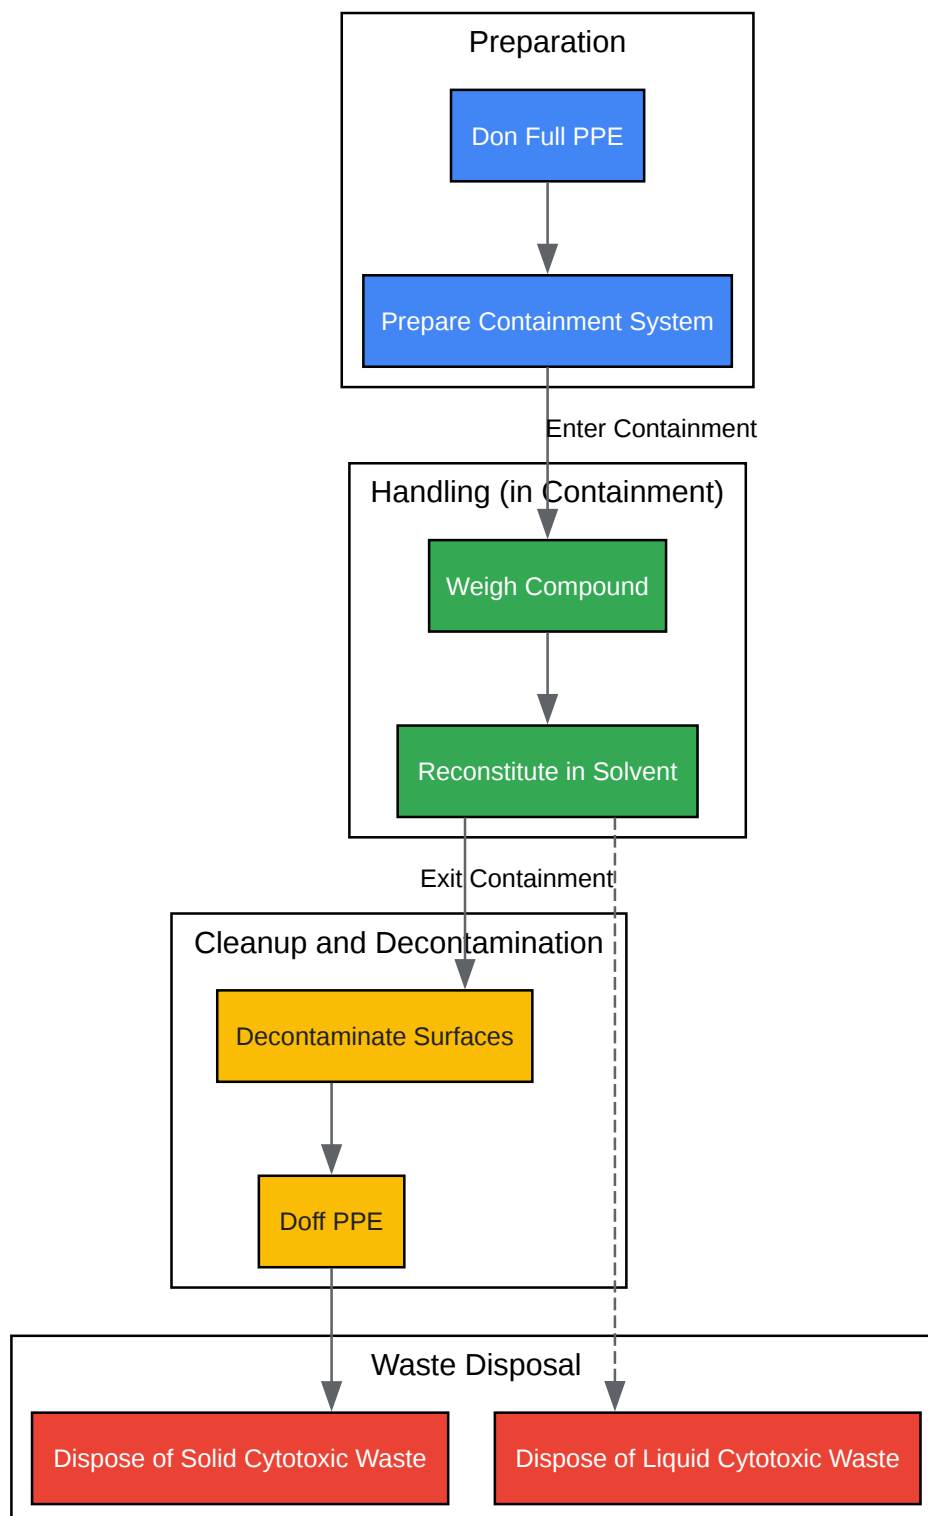 Preparation
Don Full PPE
Prepare Containment System
Enter Containment
Handling (in Containment)
Weigh Compound
Reconstitute in Solvent
Exit Containment
Cleanup and Decontamination
Decontaminate Surfaces
Doff PPE
Waste Disposal
Dispose of Solid Cytotoxic Waste
Dispose of Liquid Cytotoxic Waste